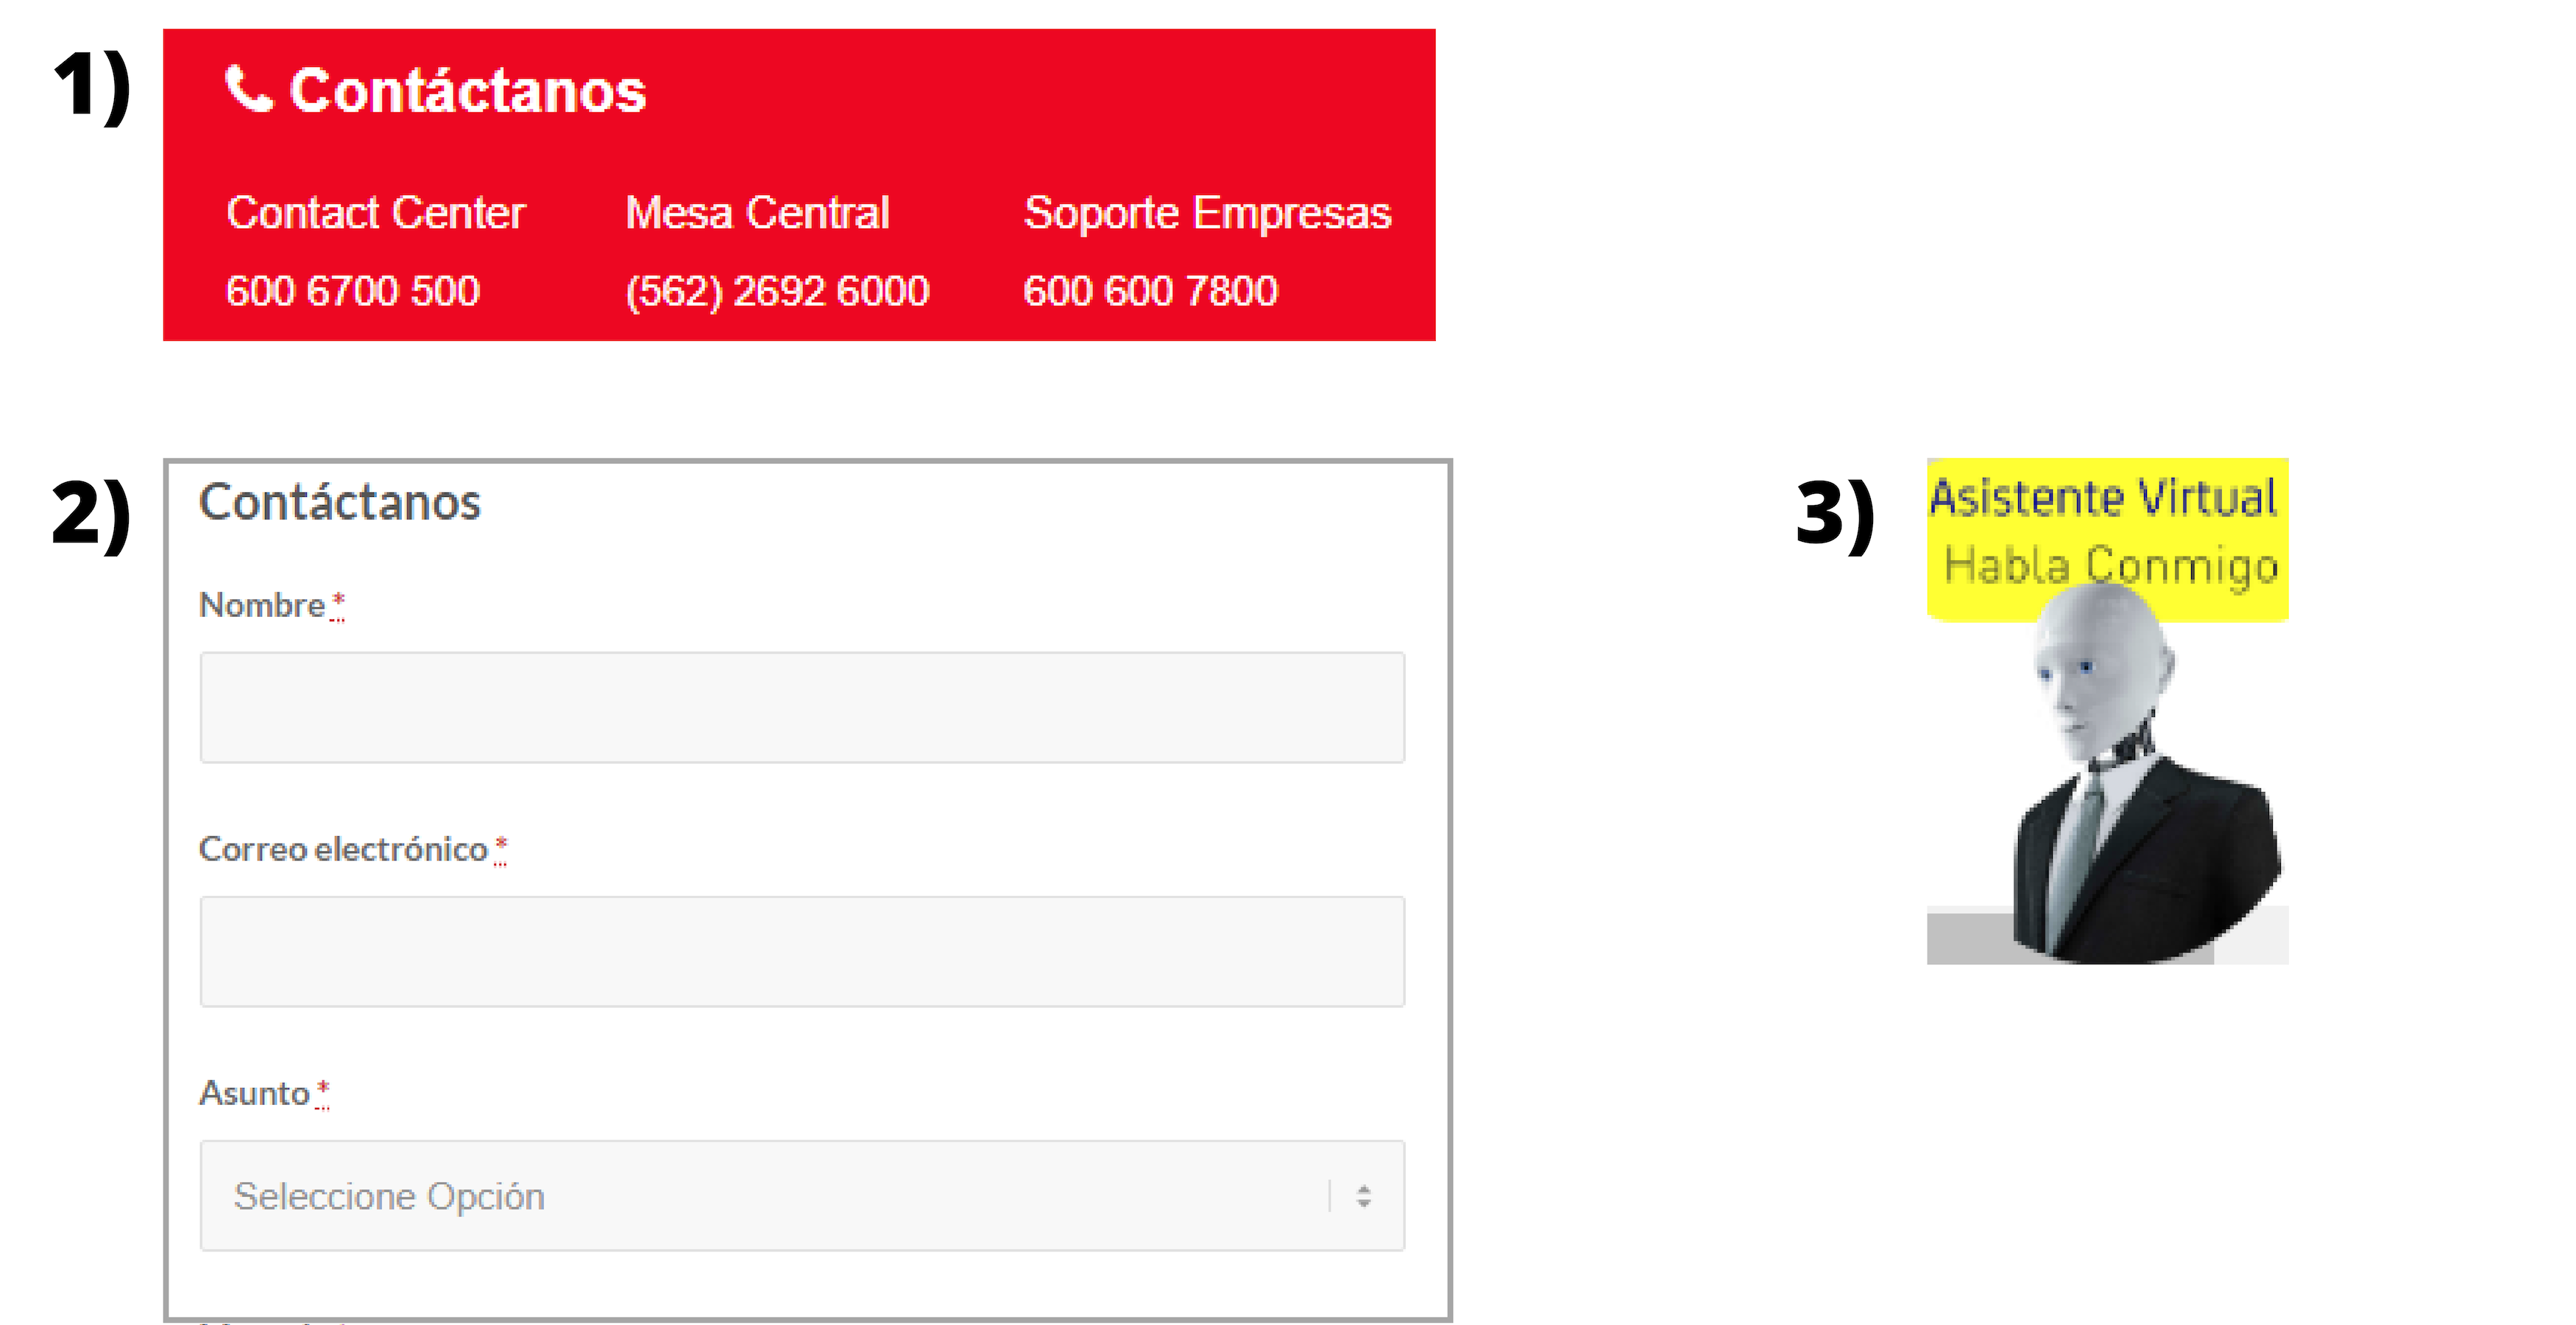 1)
Contáctanos
Contact Center Mesa Central Soporte Empresas
600 6700 500 (562) 2692 6000 600 600 7800
2)
Contáctanos
Nombre *
Correo electrónico *
Asunto *
Seleccione Opción
3)
Asistente Virtual
Habla Conmigo